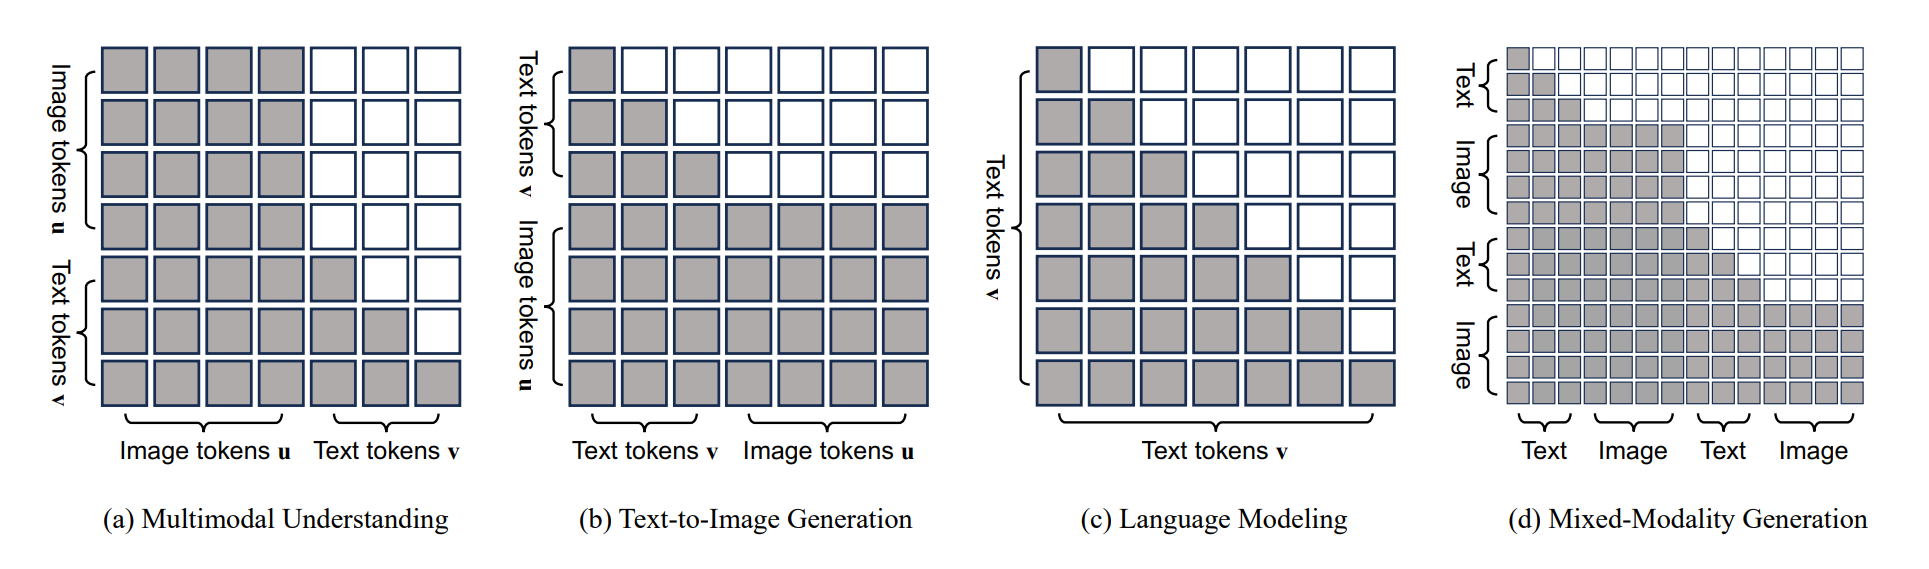 Image tokens u
Text tokens v
Image tokens u
Text tokens v
(a) Multimodal Understanding
Text tokens v
Image tokens u
Text tokens v
Image tokens u
(b) Text-to-Image Generation
Text tokens v
Text tokens v
(c) Language Modeling
Text
Image
Text
Image
Text
Image
Text
Image
(d) Mixed-Modality Generation